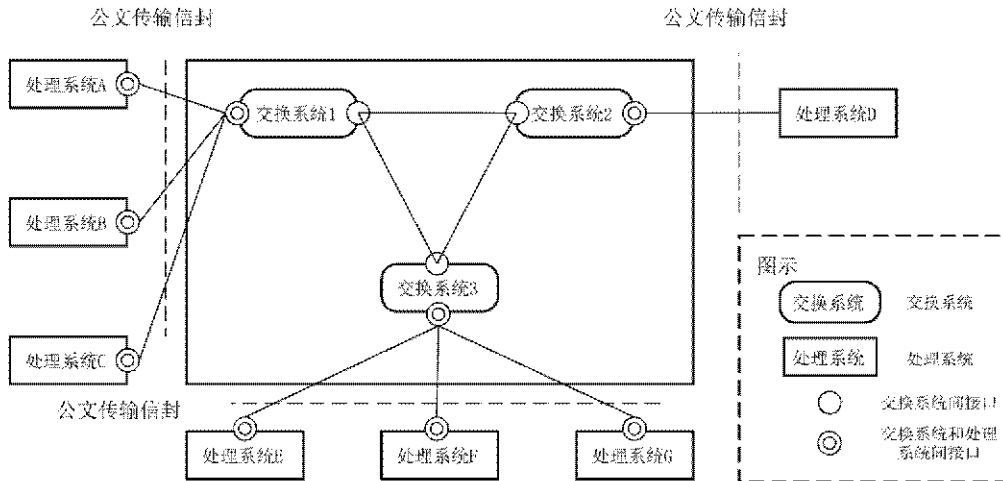 公文传输信封
公文传输信封
处理系统A
交换系统1
交换系统2
处理系统D
处理系统B
交换系统3
处理系统C
公文传输信封
处理系统E
处理系统F
处理系统G
图示
交换系统
交换系统
处理系统
处理系统
交换系统间接口
交换系统和处理
系统间接口